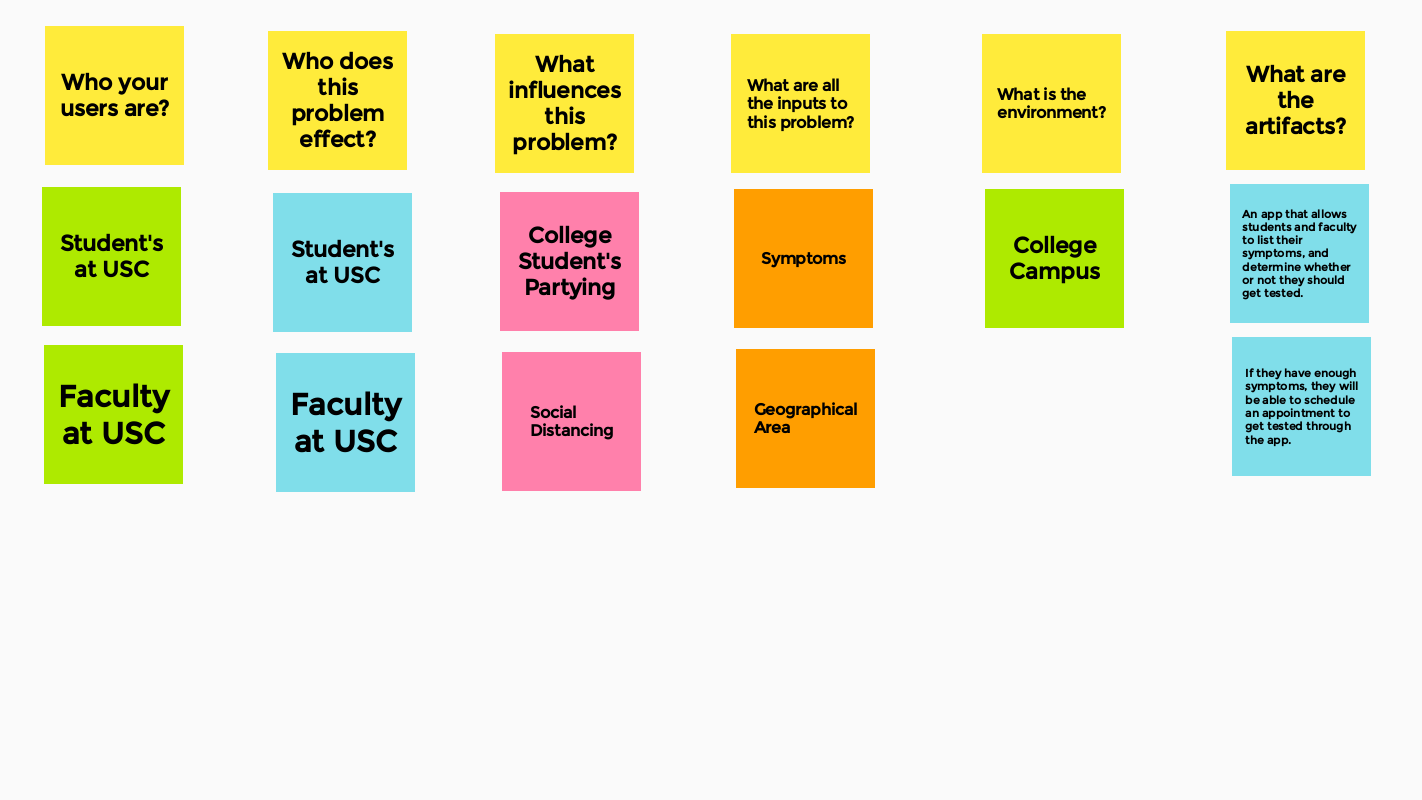 Who your
users are?
Who does
this
problem
effect?
What
influences
this
problem?
What are all
the inputs to
this problem?
What is the
environment?
What are
the
artifacts?
Student's
at USC
Student's
at USC
College
Student's
Partying
Symptoms
College
Campus
An app that allows
students and faculty
to list their
symptoms, and
determine whether
or not they should
get tested.
Faculty
at USC
Faculty
at USC
Social
Distancing
Geographical
Area
If they have enough
symptoms, they will
be able to schedule
an appointment to
get tested through
the app.